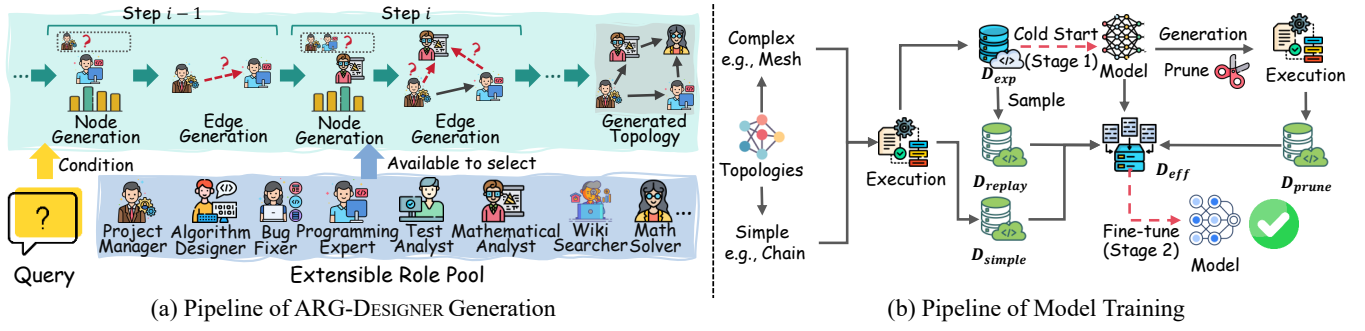 Step i − 1
Step i
?
?
?
?
?
...
...
...
Node
Generation
Edge
Generation
Node
Generation
Edge
Generation
Generated
Topology
Condition
Available to select
?
Query
Project
Manager
Algorithm
Designer
Bug
Fixer
Programming
Expert
Test
Analyst
Mathematical
Analyst
Wiki
Searcher
Math
Solver
...
Extensible Role Pool
(a) Pipeline of ARG-DESIGNER Generation
Complex
e.g., Mesh
Topologies
Simple
e.g., Chain
Execution
D_exp
Cold Start
(Stage 1)
Model
Generation
Prune
Execution
Sample
D_replay
D_simple
D_eff
D_prune
Fine-tune
(Stage 2)
Model
(b) Pipeline of Model Training